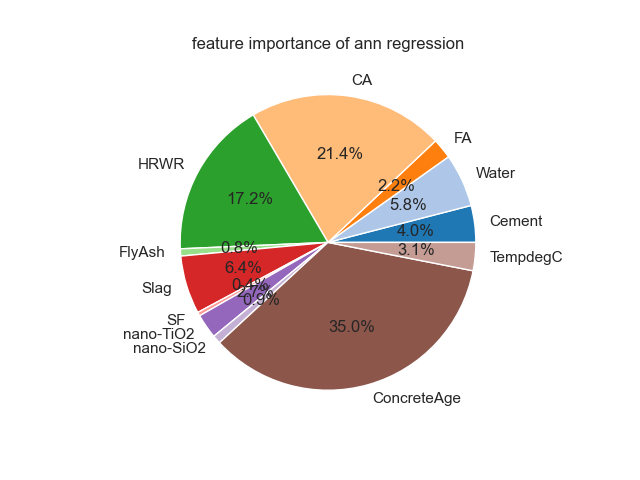 feature importance of ann regression
CA
FA
HRWR
21.4%
Water
2.2%
17.2%
5.8%
Cement
4.0%
FlyAsh
0.8%
3.1%
TempdegC
6.4%
Slag
0.4%
2.7%
0.9%
SF
35.0%
nano-TiO2
nano-SiO2
ConcreteAge